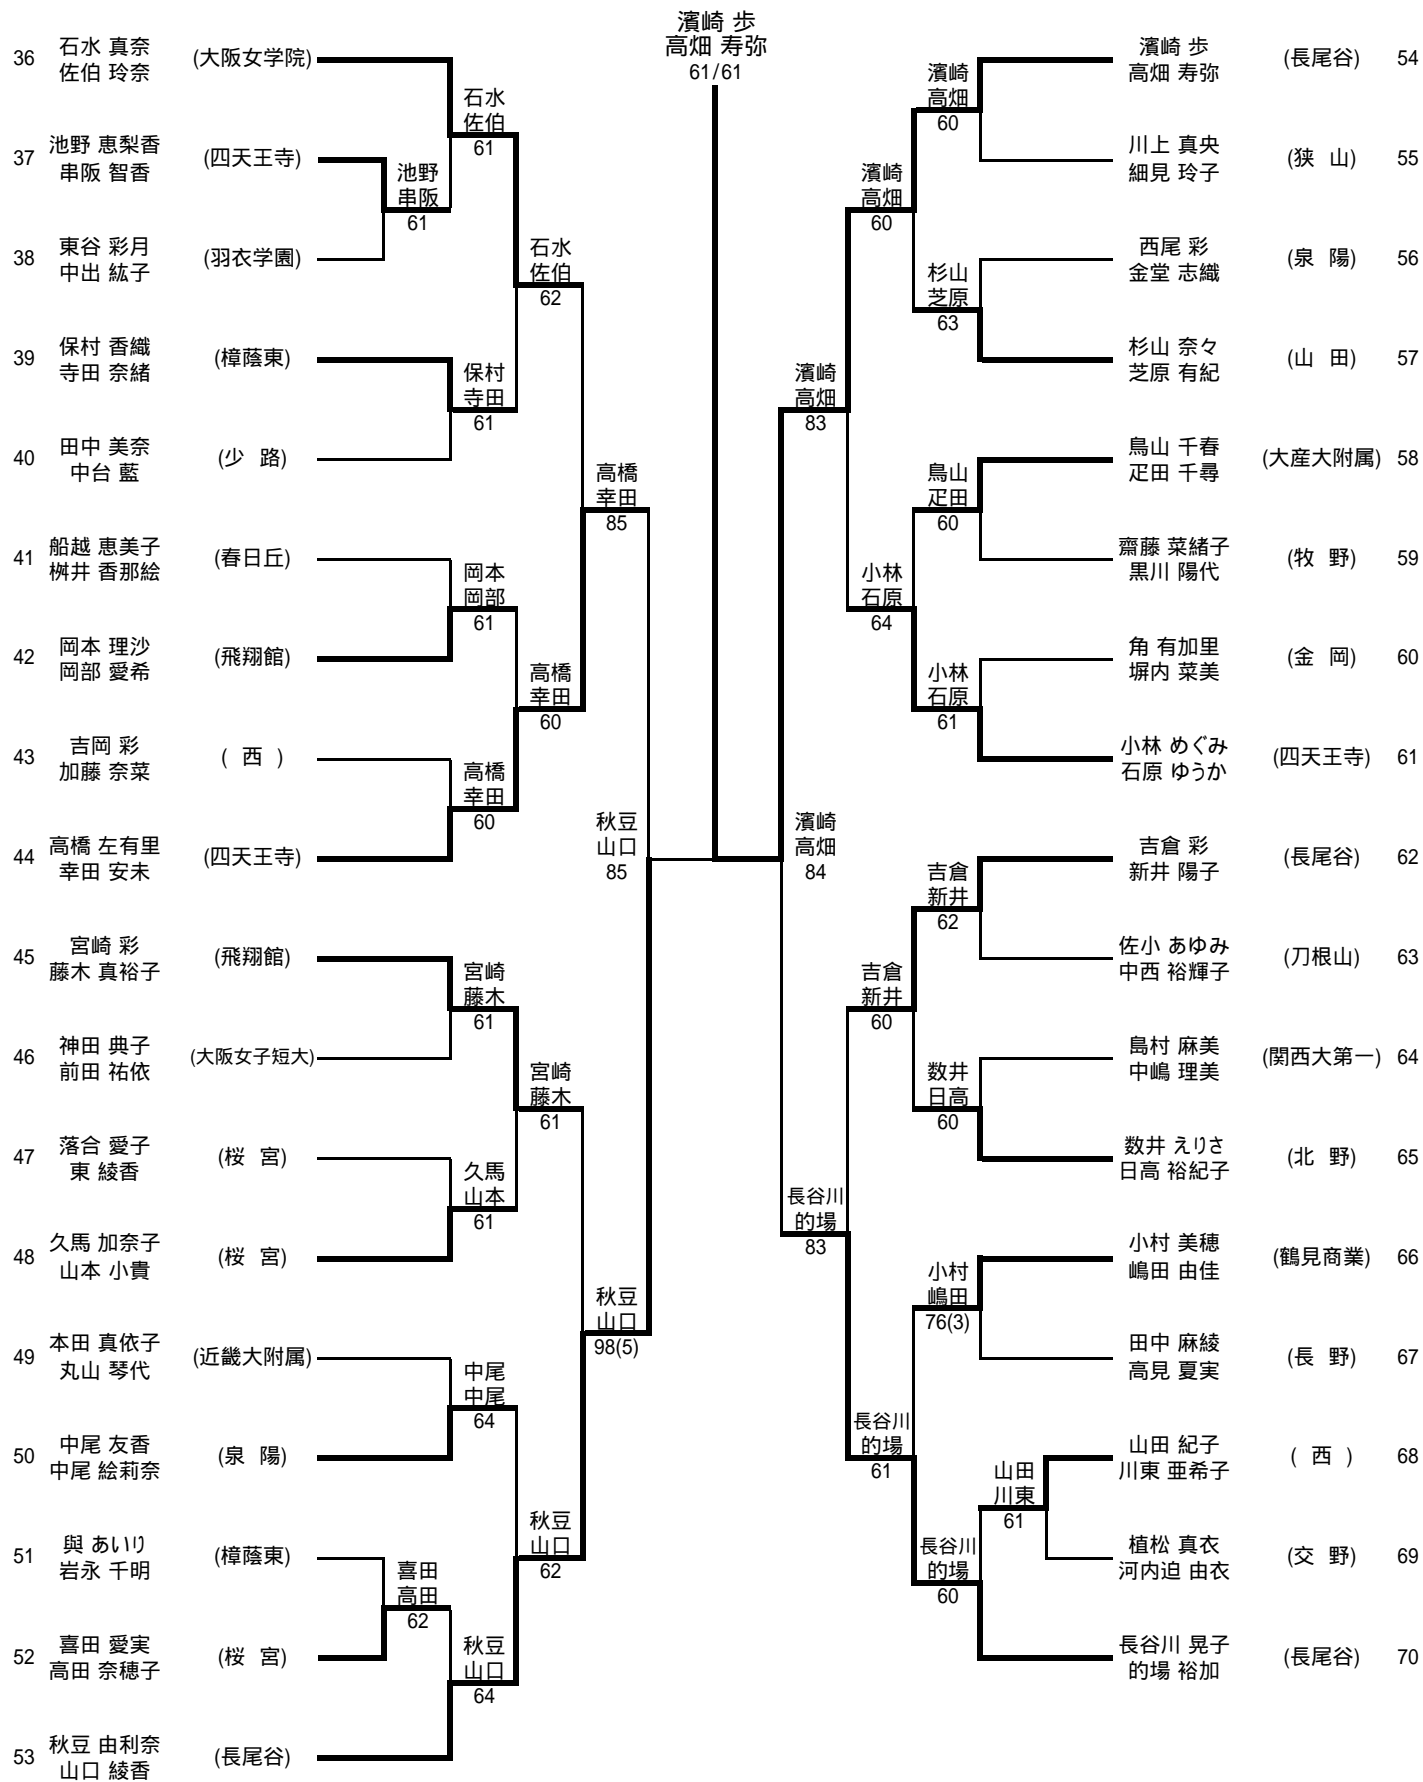 濱崎 歩
高畑 寿弥
61/61
36 石水 真奈 (大阪女学院)
佐伯 玲奈
37 池野 恵梨香 (四天王寺)
串阪 智香
38 東谷 彩月 (羽衣学園)
中出 紘子
39 保村 香織 (樟蔭東)
寺田 奈緒
40 田中 美奈 (少 路)
中台 藍
41 船越 恵美子 (春日丘)
桝井 香那絵
42 岡本 理沙 (飛翔館)
岡部 愛希
43 吉岡 彩 ( 西 )
加藤 奈菜
44 高橋 左有里 (四天王寺)
幸田 安未
45 宮崎 彩 (飛翔館)
藤木 真裕子
46 神田 典子 (大阪女子短大)
前田 祐依
47 落合 愛子 (桜 宮)
東 綾香
48 久馬 加奈子 (桜 宮)
山本 小貴
49 本田 真依子 (近畿大附属)
丸山 琴代
50 中尾 友香 (泉 陽)
中尾 絵莉奈
51 與 あいり (樟蔭東)
岩永 千明
52 喜田 愛実 (桜 宮)
高田 奈穂子
53 秋豆 由利奈 (長尾谷)
山口 綾香
池野
串阪
61
喜田
高田
62
石水
佐伯
61
保村
寺田
61
岡本
岡部
61
高橋
幸田
60
宮崎
藤木
61
久馬
山本
61
中尾
中尾
64
秋豆
山口
64
石水
佐伯
62
高橋
幸田
60
宮崎
藤木
61
秋豆
山口
62
高橋
幸田
85
秋豆
山口
98(5)
秋豆
山口
85
濱崎
高畑
84
濱崎
高畑
83
長谷川
的場
83
濱崎
高畑
60
小林
石原
64
吉倉
新井
60
長谷川
的場
61
濱崎
高畑
60
杉山
芝原
63
鳥山
疋田
60
小林
石原
61
吉倉
新井
62
数井
日高
60
小村
嶋田
76(3)
長谷川
的場
60
山田
川東
61
濱崎 歩 (長尾谷) 54
高畑 寿弥
川上 真央 (狭 山) 55
細見 玲子
西尾 彩 (泉 陽) 56
金堂 志織
杉山 奈々 (山 田) 57
芝原 有紀
鳥山 千春 (大産大附属) 58
疋田 千尋
齋藤 菜緒子 (牧 野) 59
黒川 陽代
角 有加里 (金 岡) 60
塀内 菜美
小林 めぐみ (四天王寺) 61
石原 ゆうか
吉倉 彩 (長尾谷) 62
新井 陽子
佐小 あゆみ (刀根山) 63
中西 裕輝子
島村 麻美 (関西大第一) 64
中嶋 理美
数井 えりさ (北 野) 65
日高 裕紀子
小村 美穂 (鶴見商業) 66
嶋田 由佳
田中 麻綾 (長 野) 67
高見 夏実
山田 紀子 ( 西 ) 68
川東 亜希子
植松 真衣 (交 野) 69
河内迫 由衣
長谷川 晃子 (長尾谷) 70
的場 裕加